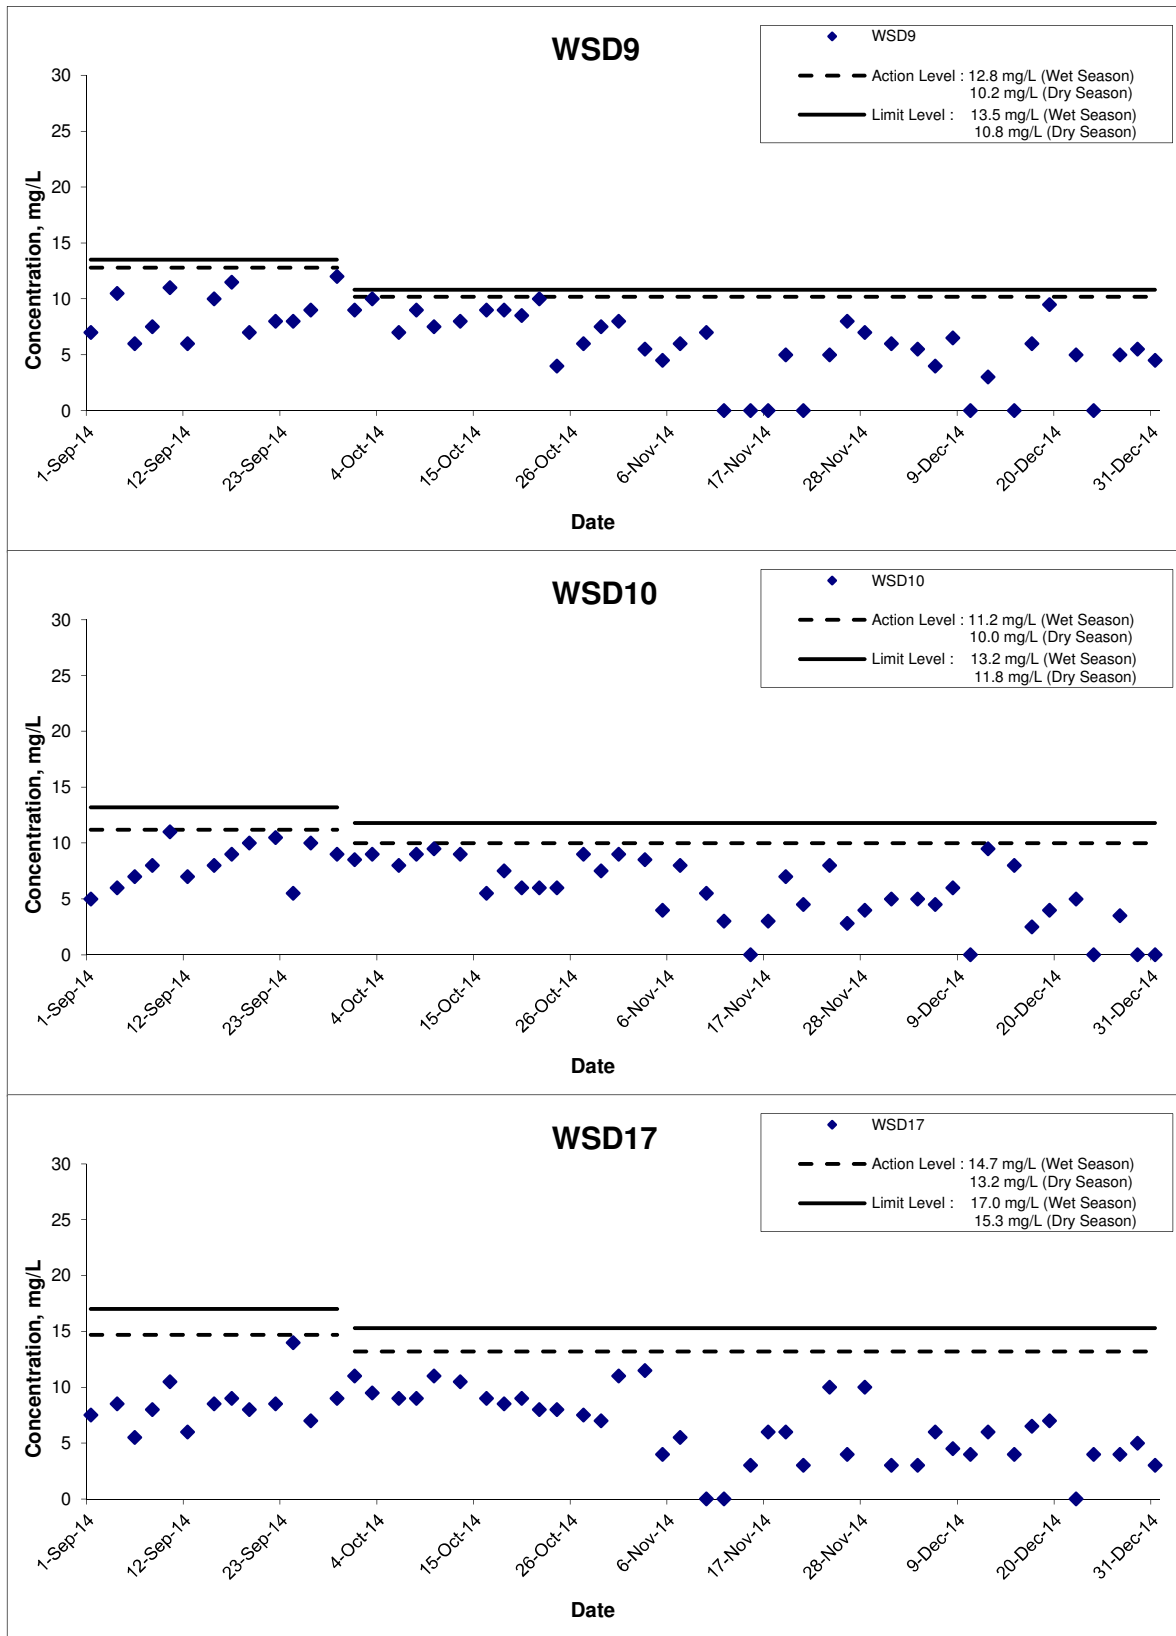 WSD9
WSD9
Action Level : 12.8 mg/L (Wet Season)
10.2 mg/L (Dry Season)
Limit Level : 13.5 mg/L (Wet Season)
10.8 mg/L (Dry Season)
Concentration, mg/L
30
25
20
15
10
5
0
1-Sep-14
12-Sep-14
23-Sep-14
4-Oct-14
15-Oct-14
26-Oct-14
6-Nov-14
17-Nov-14
28-Nov-14
9-Dec-14
20-Dec-14
31-Dec-14
Date
WSD10
WSD10
Action Level : 11.2 mg/L (Wet Season)
10.0 mg/L (Dry Season)
Limit Level : 13.2 mg/L (Wet Season)
11.8 mg/L (Dry Season)
Concentration, mg/L
30
25
20
15
10
5
0
1-Sep-14
12-Sep-14
23-Sep-14
4-Oct-14
15-Oct-14
26-Oct-14
6-Nov-14
17-Nov-14
28-Nov-14
9-Dec-14
20-Dec-14
31-Dec-14
Date
WSD17
WSD17
Action Level : 14.7 mg/L (Wet Season)
13.2 mg/L (Dry Season)
Limit Level : 17.0 mg/L (Wet Season)
15.3 mg/L (Dry Season)
Concentration, mg/L
30
25
20
15
10
5
0
1-Sep-14
12-Sep-14
23-Sep-14
4-Oct-14
15-Oct-14
26-Oct-14
6-Nov-14
17-Nov-14
28-Nov-14
9-Dec-14
20-Dec-14
31-Dec-14
Date